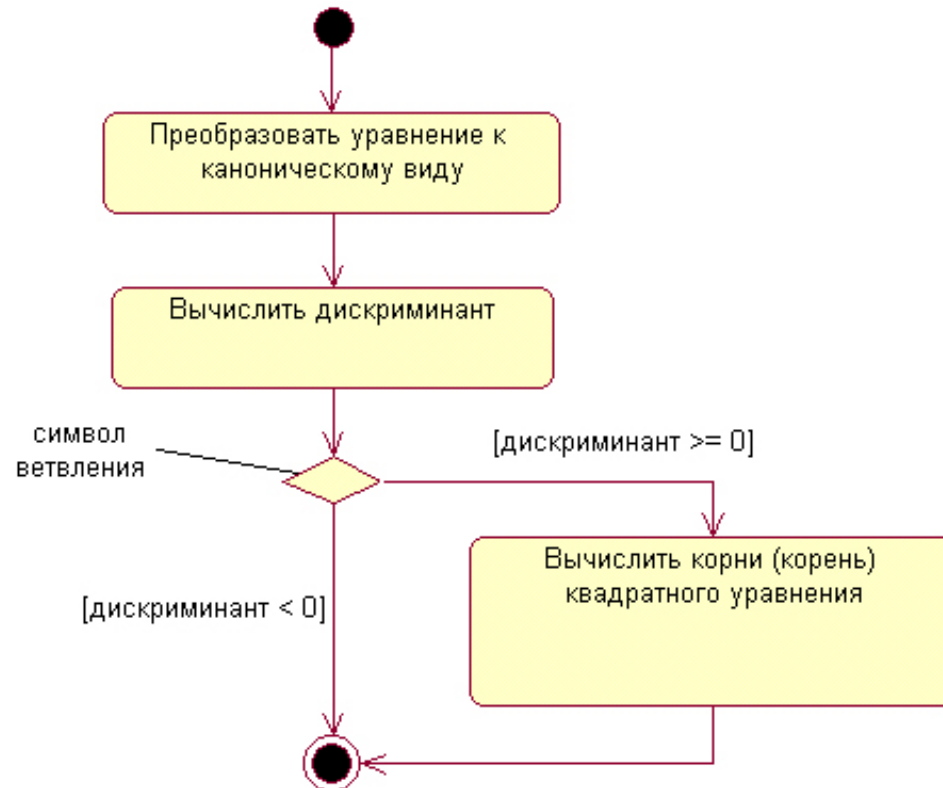 Преобразовать уравнение к
каноническому виду
Вычислить дискриминант
символ
ветвления
[дискриминант >= 0]
Вычислить корни (корень)
квадратного уравнения
[дискриминант < 0]